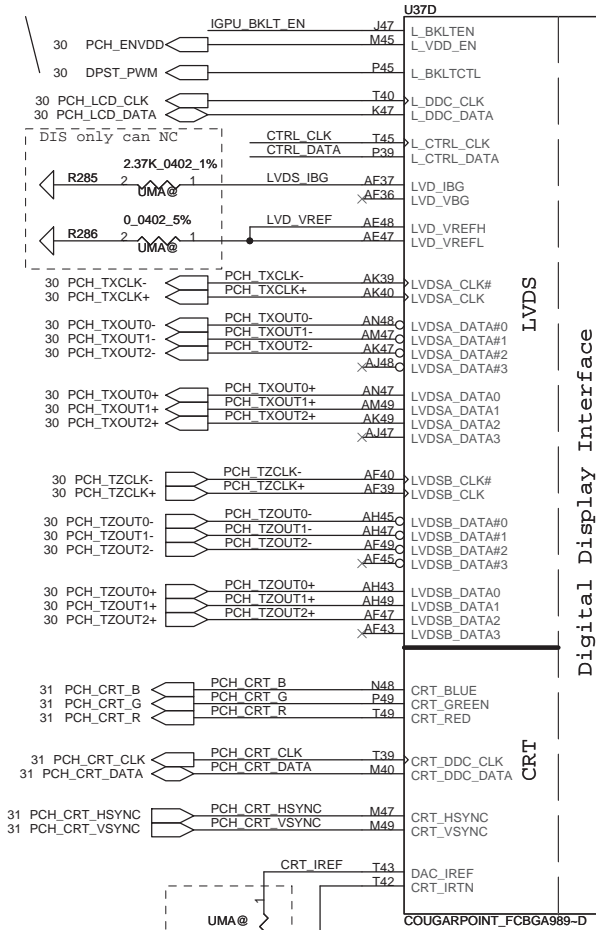 U37D
IGPU_BKLT_EN J47 L_BKLTEN
30 PCH_ENVDD M45 L_VDD_EN
30 DPST_PWM P45 L_BKLTCTL
30 PCH_LCD_CLK T40 L_DDC_CLK
30 PCH_LCD_DATA K47 L_DDC_DATA
DIS only can NC
CTRL_CLK T45 L_CTRL_CLK
CTRL_DATA P39 L_CTRL_DATA
2.37K_0402_1%
R285 2 1 LVDS_IBG AF37 LVD_IBG
UMA@ AF36 LVD_VBG
0_0402_5% LVD_VREF AE48 LVD_VREFH
R286 2 1 AE47 LVD_VREFL
UMA@
LVDS
30 PCH_TXCLK- PCH_TXCLK- AK39 LVDSA_CLK#
30 PCH_TXCLK+ PCH_TXCLK+ AK40 LVDSA_CLK
30 PCH_TXOUT0- PCH_TXOUT0- AN48 LVDSA_DATA#0
30 PCH_TXOUT1- PCH_TXOUT1- AM47 LVDSA_DATA#1
30 PCH_TXOUT2- PCH_TXOUT2- AK47 LVDSA_DATA#2
AJ48 LVDSA_DATA#3
30 PCH_TXOUT0+ PCH_TXOUT0+ AN47 LVDSA_DATA0
30 PCH_TXOUT1+ PCH_TXOUT1+ AM49 LVDSA_DATA1
30 PCH_TXOUT2+ PCH_TXOUT2+ AK49 LVDSA_DATA2
AJ47 LVDSA_DATA3
Digital Display Interface
30 PCH_TZCLK- PCH_TZCLK- AF40 LVDSB_CLK#
30 PCH_TZCLK+ PCH_TZCLK+ AF39 LVDSB_CLK
30 PCH_TZOUT0- PCH_TZOUT0- AH45 LVDSB_DATA#0
30 PCH_TZOUT1- PCH_TZOUT1- AH47 LVDSB_DATA#1
30 PCH_TZOUT2- PCH_TZOUT2- AF49 LVDSB_DATA#2
AF45 LVDSB_DATA#3
30 PCH_TZOUT0+ PCH_TZOUT0+ AH43 LVDSB_DATA0
30 PCH_TZOUT1+ PCH_TZOUT1+ AH49 LVDSB_DATA1
30 PCH_TZOUT2+ PCH_TZOUT2+ AF47 LVDSB_DATA2
AF43 LVDSB_DATA3
31 PCH_CRT_B PCH_CRT_B N48 CRT_BLUE
31 PCH_CRT_G PCH_CRT_G P49 CRT_GREEN
31 PCH_CRT_R PCH_CRT_R T49 CRT_RED
CRT
31 PCH_CRT_CLK PCH_CRT_CLK T39 CRT_DDC_CLK
31 PCH_CRT_DATA PCH_CRT_DATA M40 CRT_DDC_DATA
31 PCH_CRT_HSYNC PCH_CRT_HSYNC M47 CRT_HSYNC
31 PCH_CRT_VSYNC PCH_CRT_VSYNC M49 CRT_VSYNC
CRT_IREF T43 DAC_IREF
T42 CRT_IRTN
1
UMA@
COUGARPOINT_FCBGA989~D